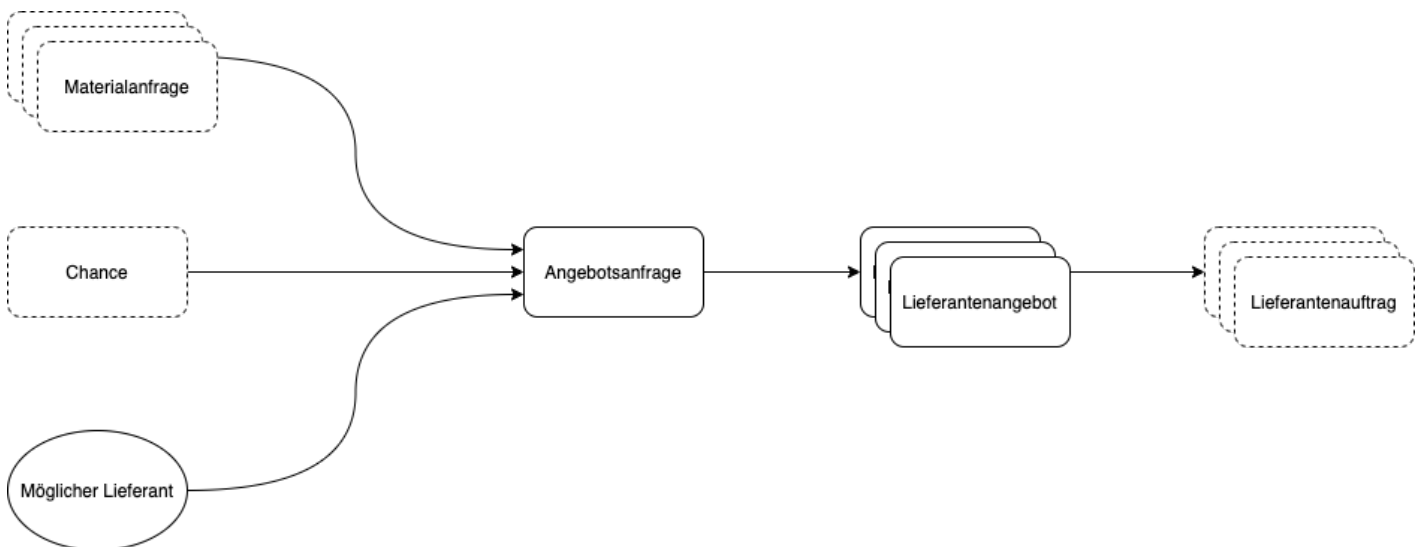 Materialanfrage
Chance
Angebotsanfrage
Lieferantenangebot
Lieferantenauftrag
Möglicher Lieferant